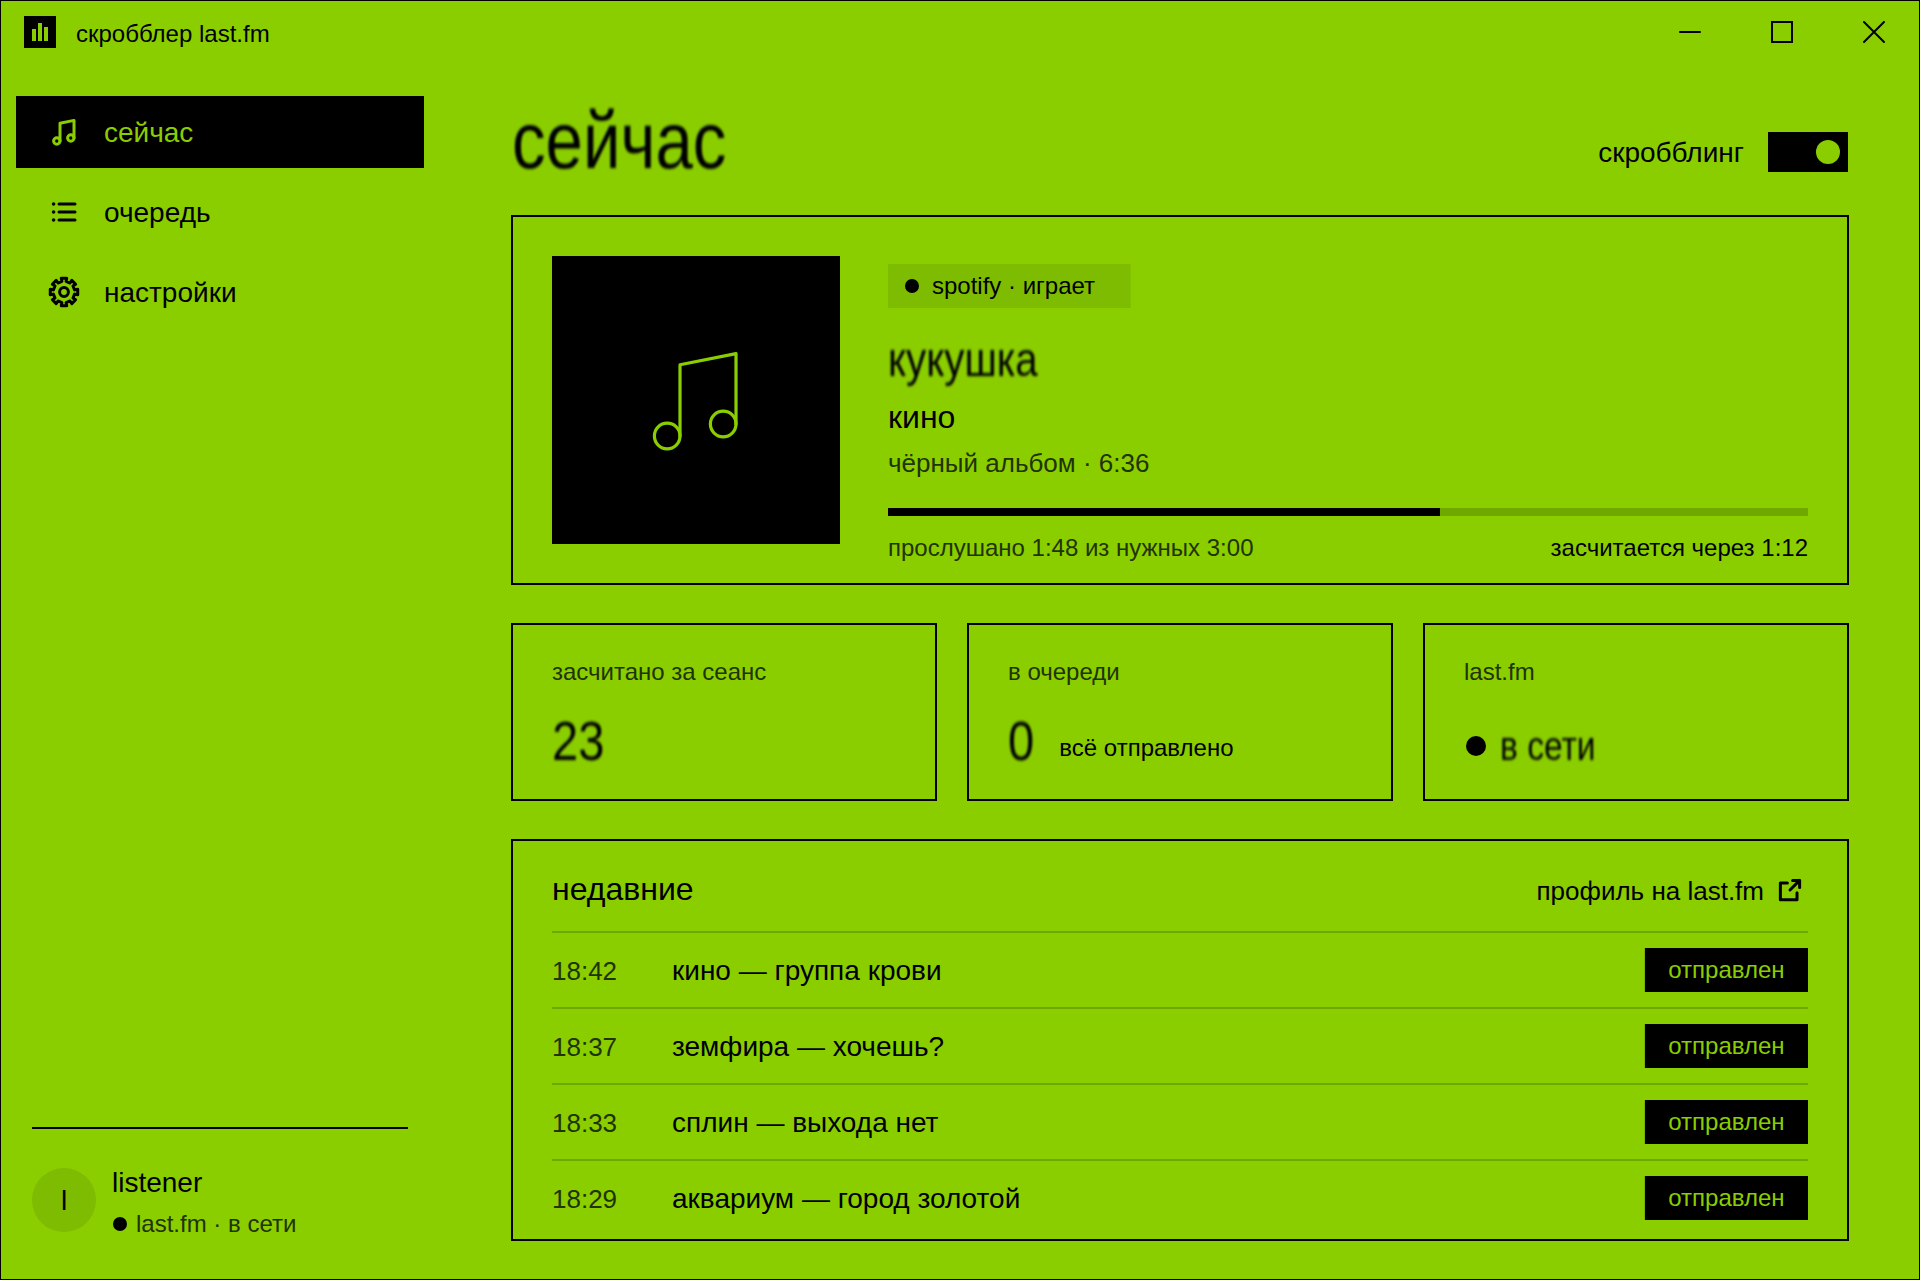 скробблер last.fm
сейчас
очередь
настройки
сейчас
скробблинг
spotify · играет
кукушка
кино
чёрный альбом · 6:36
прослушано 1:48 из нужных 3:00
засчитается через 1:12
засчитано за сеанс
23
в очереди
0 всё отправлено
last.fm
в сети
недавние
профиль на last.fm
18:42 кино — группа крови отправлен
18:37 земфира — хочешь? отправлен
18:33 сплин — выхода нет отправлен
18:29 аквариум — город золотой отправлен
l
listener
last.fm · в сети